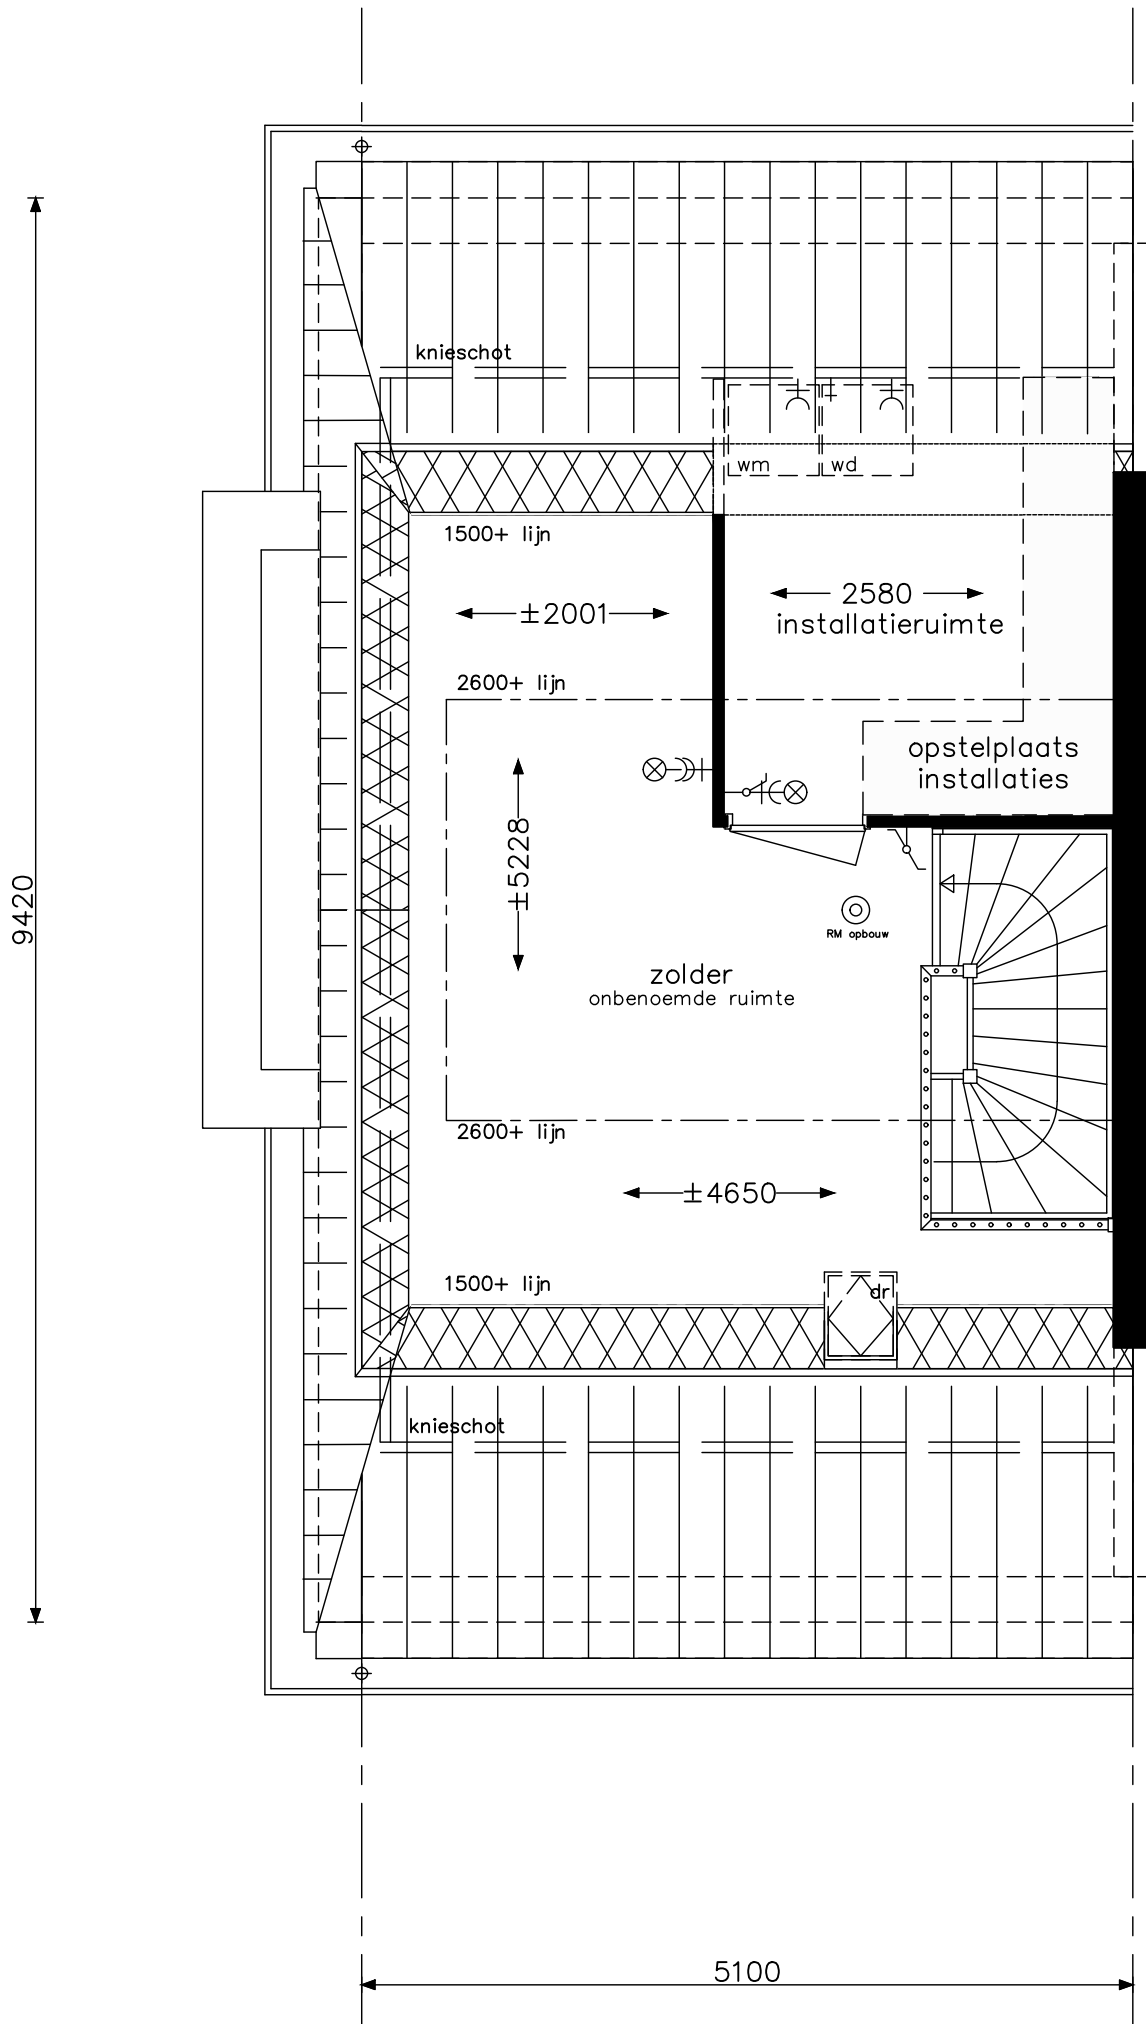 knieschot
wm
wd
1500+ lijn
2580
installatieruimte
±2001
2600+ lijn
opstelplaats
installaties
±5228
9420
RM opbouw
zolder
onbenoemde ruimte
2600+ lijn
±4650
1500+ lijn
dr
knieschot
5100